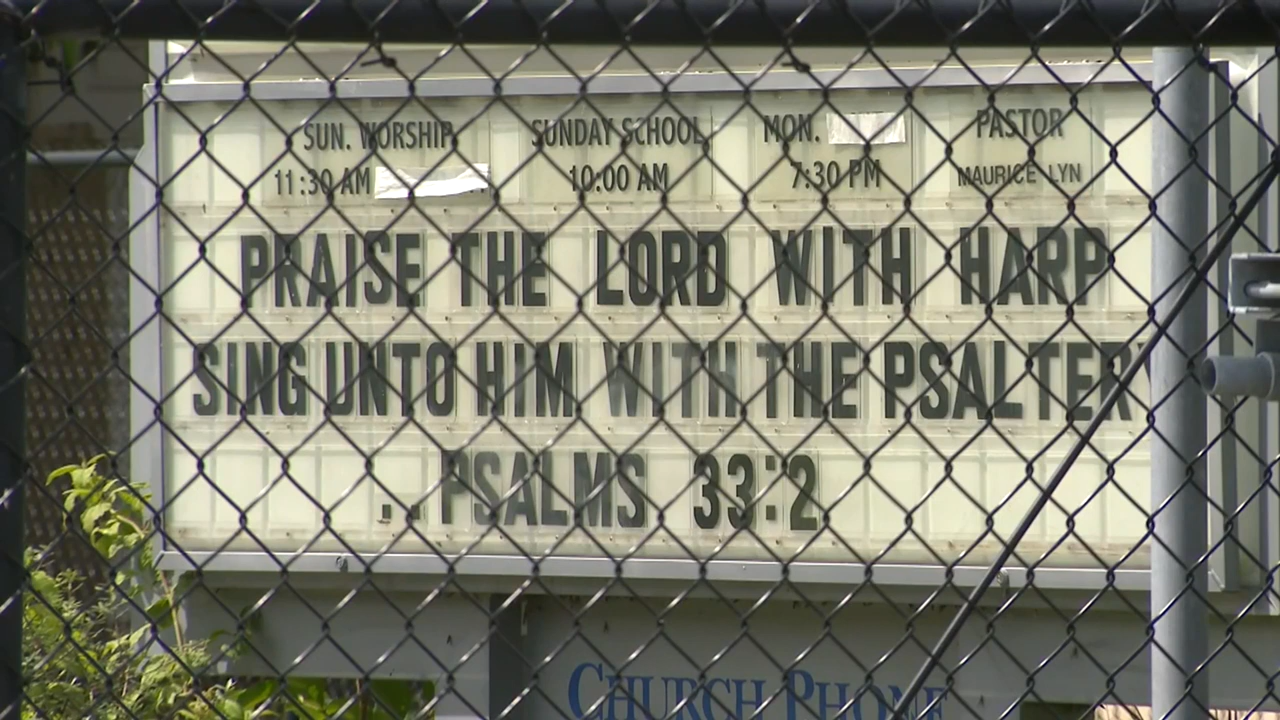 SUN. WORSHIP SUNDAY SCHOOL MON. PASTOR
11:30 AM 10:00 AM 7:30 PM MAURICE LYN
PRAISE THE LORD WITH HARP
SING UNTO HIM WITH THE PSALTERY
.. PSALMS 33:2
CHURCH PHONE